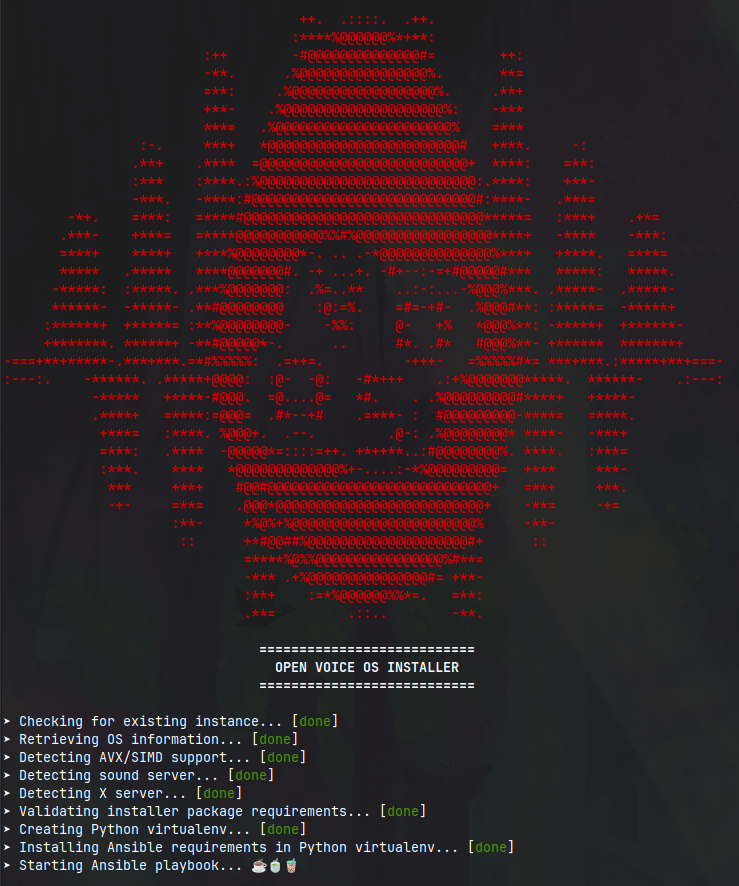 ===========================
OPEN VOICE OS INSTALLER
===========================
➤ Checking for existing instance... [done]
➤ Retrieving OS information... [done]
➤ Detecting AVX/SIMD support... [done]
➤ Detecting sound server... [done]
➤ Detecting X server... [done]
➤ Validating installer package requirements... [done]
➤ Creating Python virtualenv... [done]
➤ Installing Ansible requirements in Python virtualenv... [done]
➤ Starting Ansible playbook... ☕🍵🧋